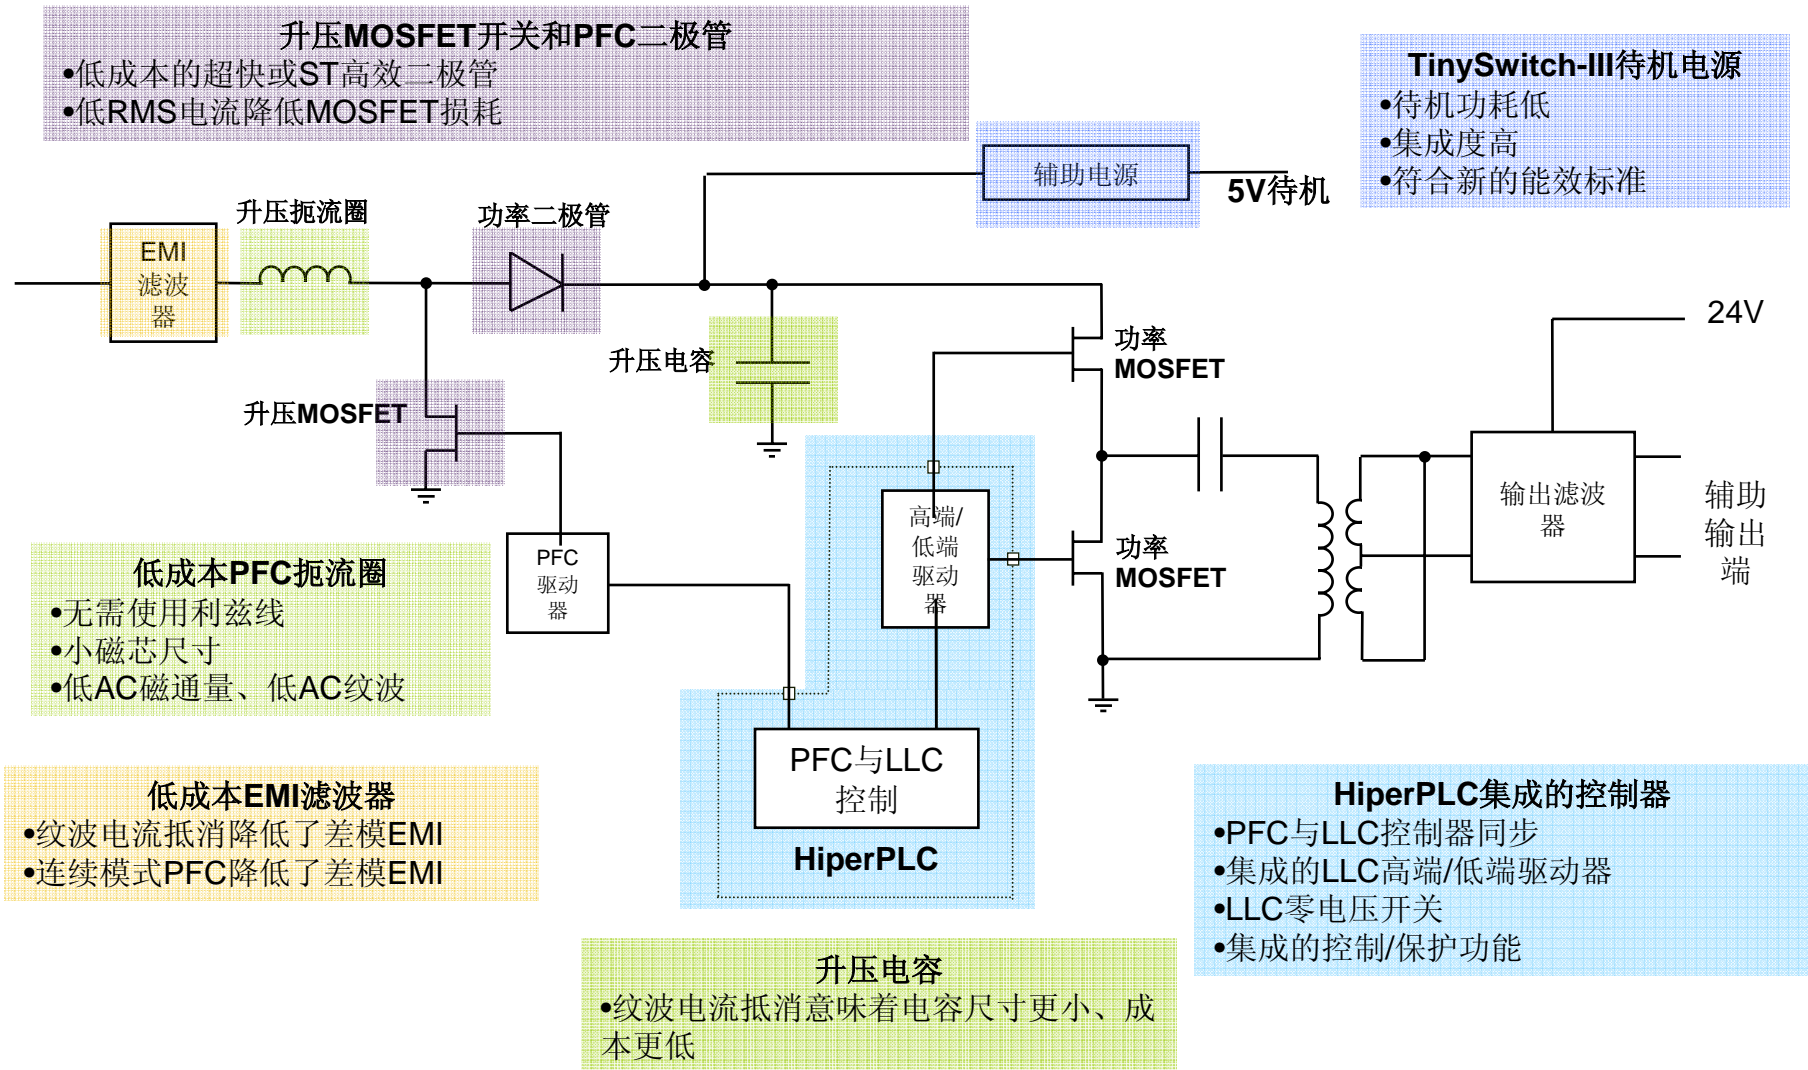 升压MOSFET开关和PFC二极管
•低成本的超快或ST高效二极管
•低RMS电流降低MOSFET损耗
TinySwitch-III待机电源
•待机功耗低
•集成度高
•符合新的能效标准
辅助电源
5V待机
升压扼流圈
功率二极管
EMI
滤波
器
升压电容
功率
MOSFET
24V
升压MOSFET
高端/
低端
驱动
器
功率
MOSFET
输出滤波
器
辅助
输出
端
PFC
驱动
器
低成本PFC扼流圈
•无需使用利兹线
•小磁芯尺寸
•低AC磁通量、低AC纹波
PFC与LLC
控制
HiperPLC
低成本EMI滤波器
•纹波电流抵消降低了差模EMI
•连续模式PFC降低了差模EMI
HiperPLC集成的控制器
•PFC与LLC控制器同步
•集成的LLC高端/低端驱动器
•LLC零电压开关
•集成的控制/保护功能
升压电容
•纹波电流抵消意味着电容尺寸更小、成
本更低